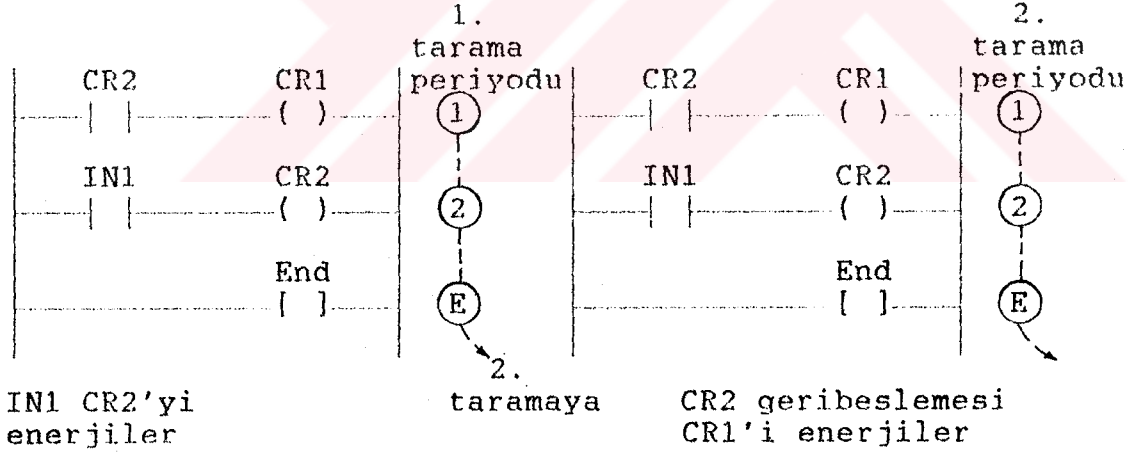 1. 2.
tarama tarama
CR2 CR1 periyodu CR2 CR1 periyodu
( ) 1 ( ) 1
IN1 CR2 IN1 CR2
( ) 2 ( ) 2
End End
[ ] E [ ] E
2.
IN1 CR2'yi taramaya CR2 geribeslemesi
enerjiler CR1'i enerjiler